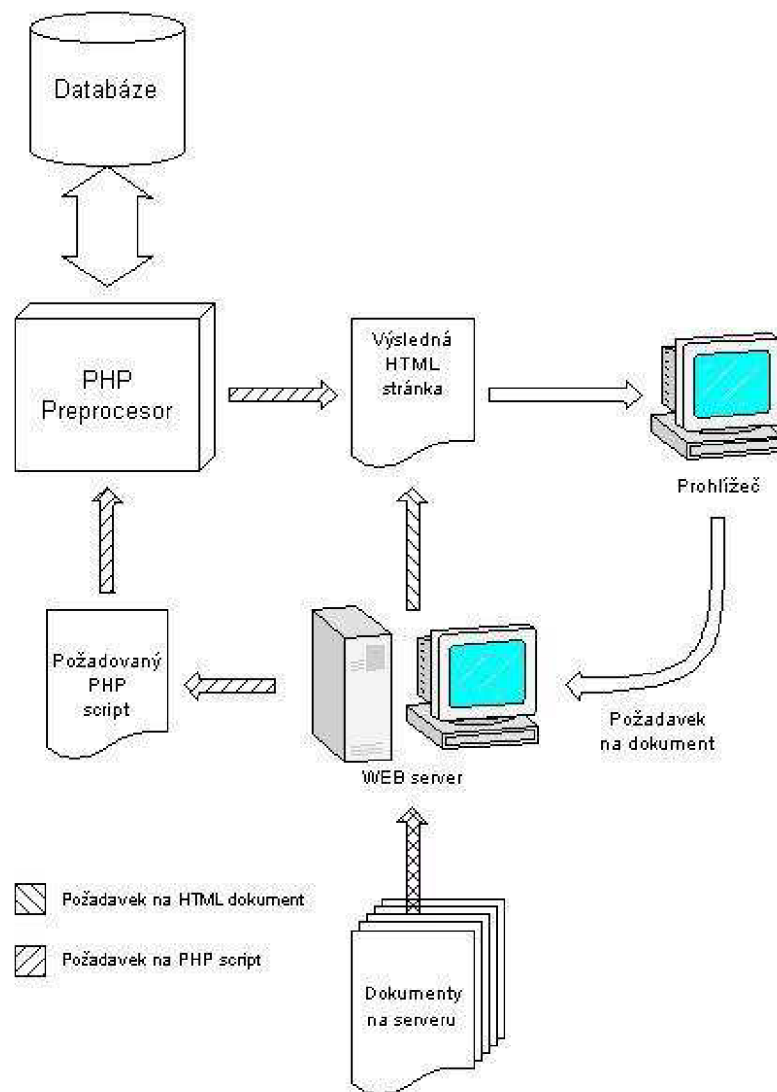 Databáze
PHP
Preprocesor
Výsledná
HTML
stránka
Prohlížeč
Požadovaný
PHP
script
WEB server
Požadavek
na dokument
Požadavek na HTML dokument
Požadavek na PHP script
Dokumenty
na serveru